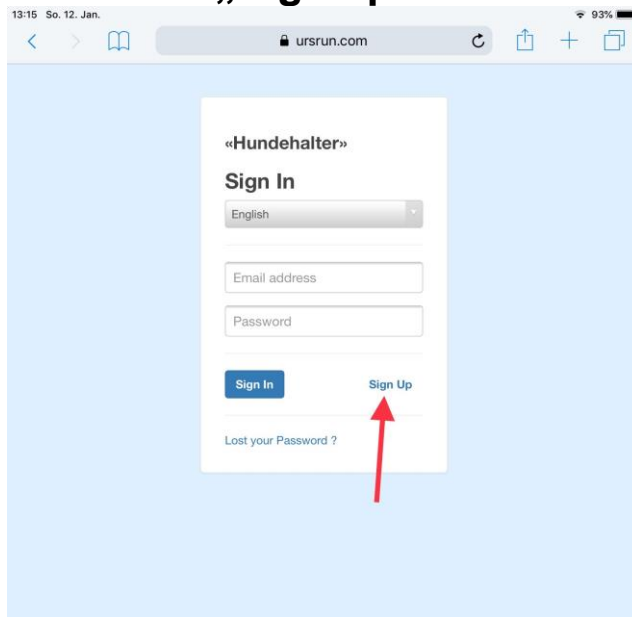 13:15 So. 12. Jan.
93%
ursrun.com
«Hundehalter»
Sign In
English
Email address
Password
Sign In
Sign Up
Lost your Password ?